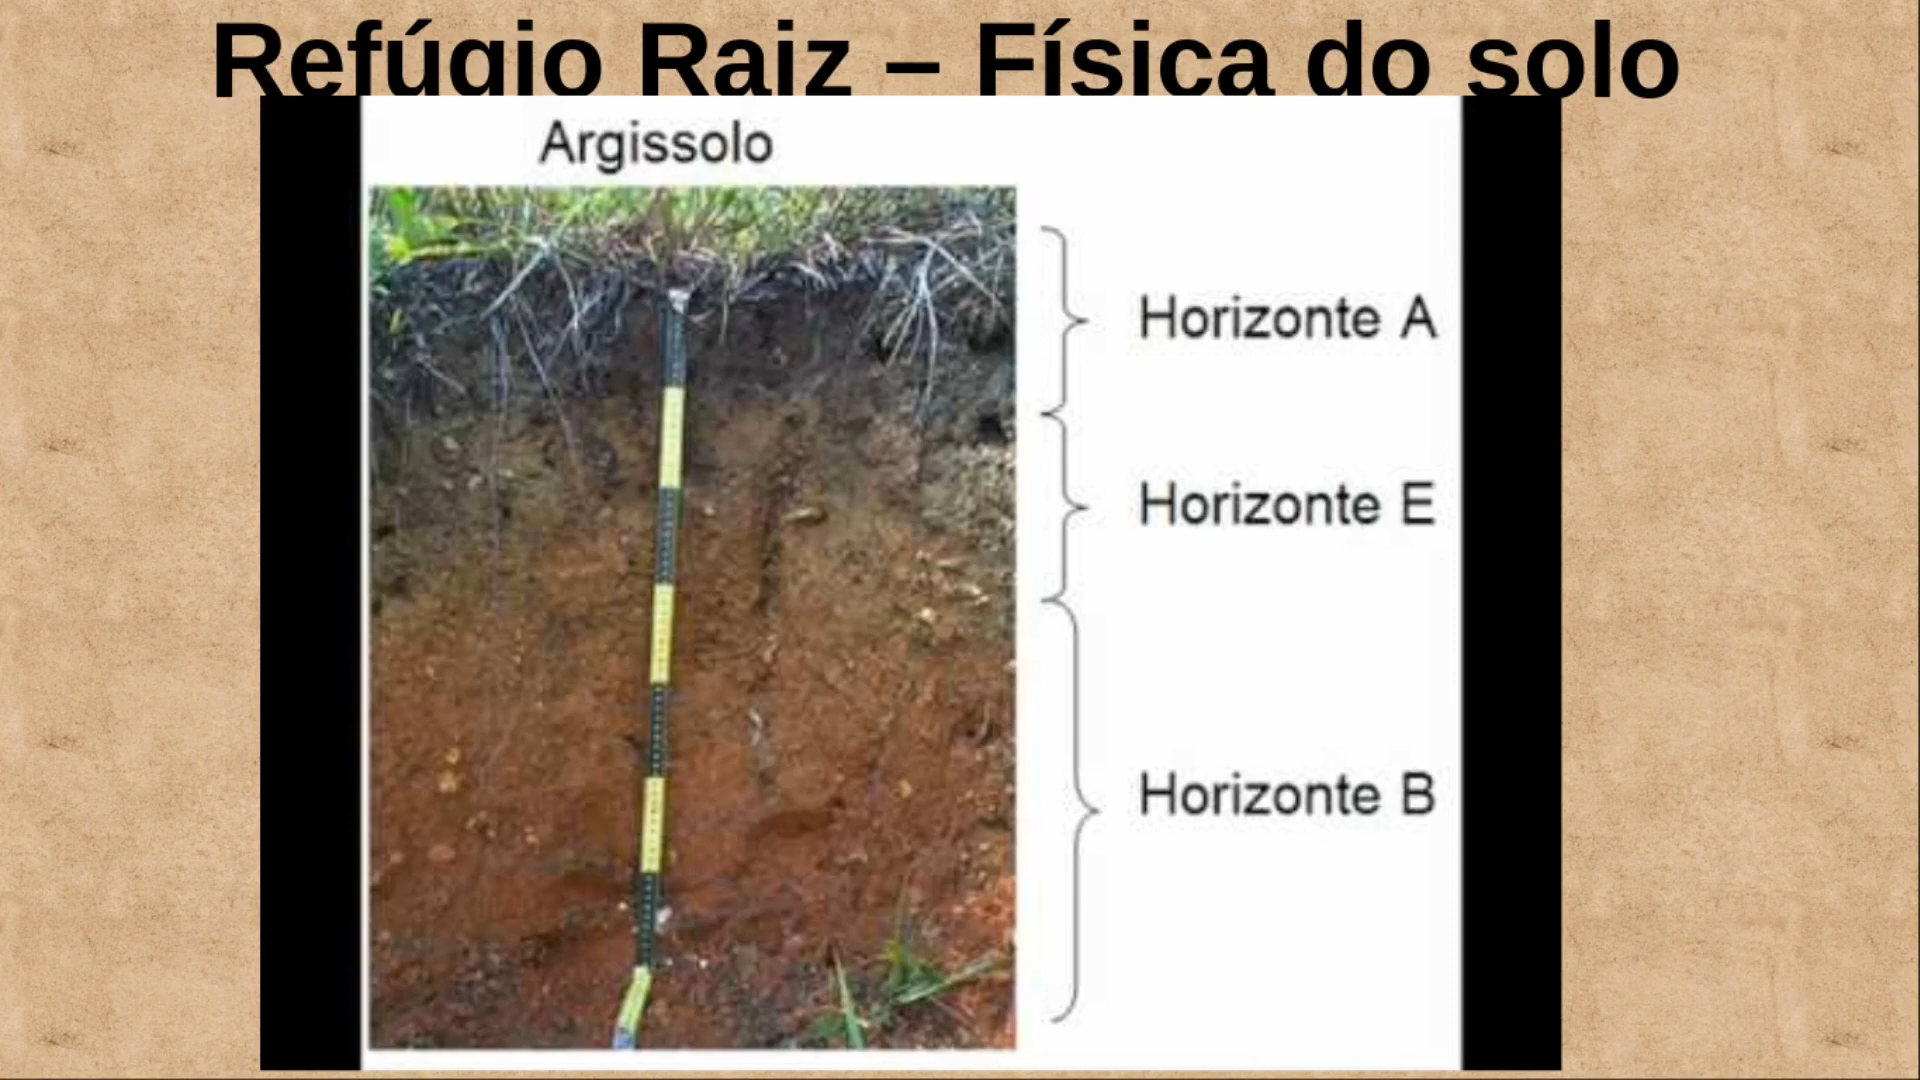 Refúgio Raiz – Física do solo
Argissolo
Horizonte A
Horizonte E
Horizonte B